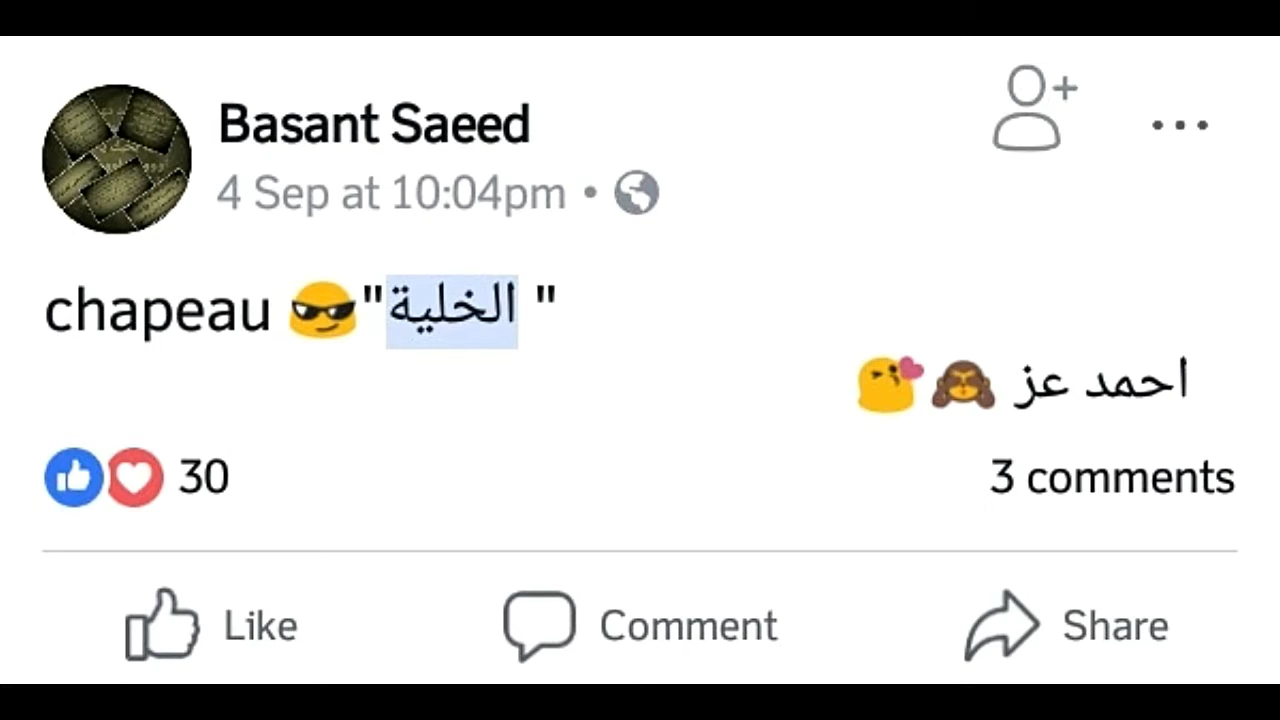 Basant Saeed
4 Sep at 10:04pm •
chapeau 😎"الخلية "
احمد عز 🙈😘
30
3 comments
Like
Comment
Share